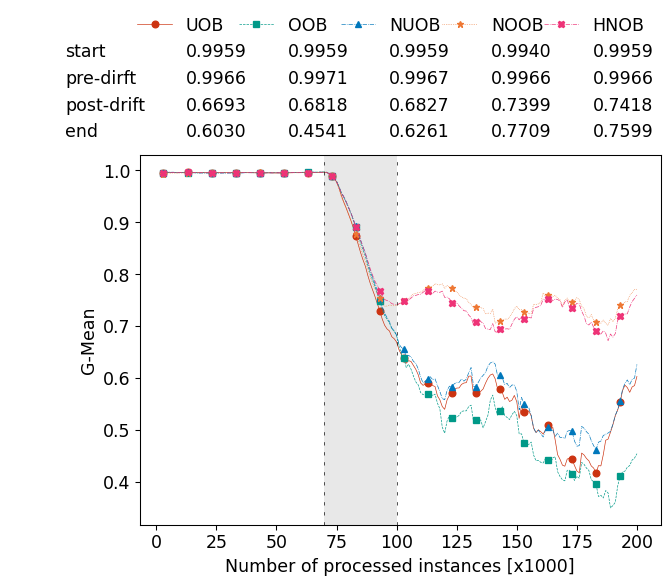 UOB OOB NUOB NOOB HNOB
start 0.9959 0.9959 0.9959 0.9940 0.9959
pre-dirft 0.9966 0.9971 0.9967 0.9966 0.9966
post-drift 0.6693 0.6818 0.6827 0.7399 0.7418
end 0.6030 0.4541 0.6261 0.7709 0.7599
1.0
0.9
0.8
0.7
0.6
0.5
0.4
G-Mean
0 25 50 75 100 125 150 175 200
Number of processed instances [x1000]